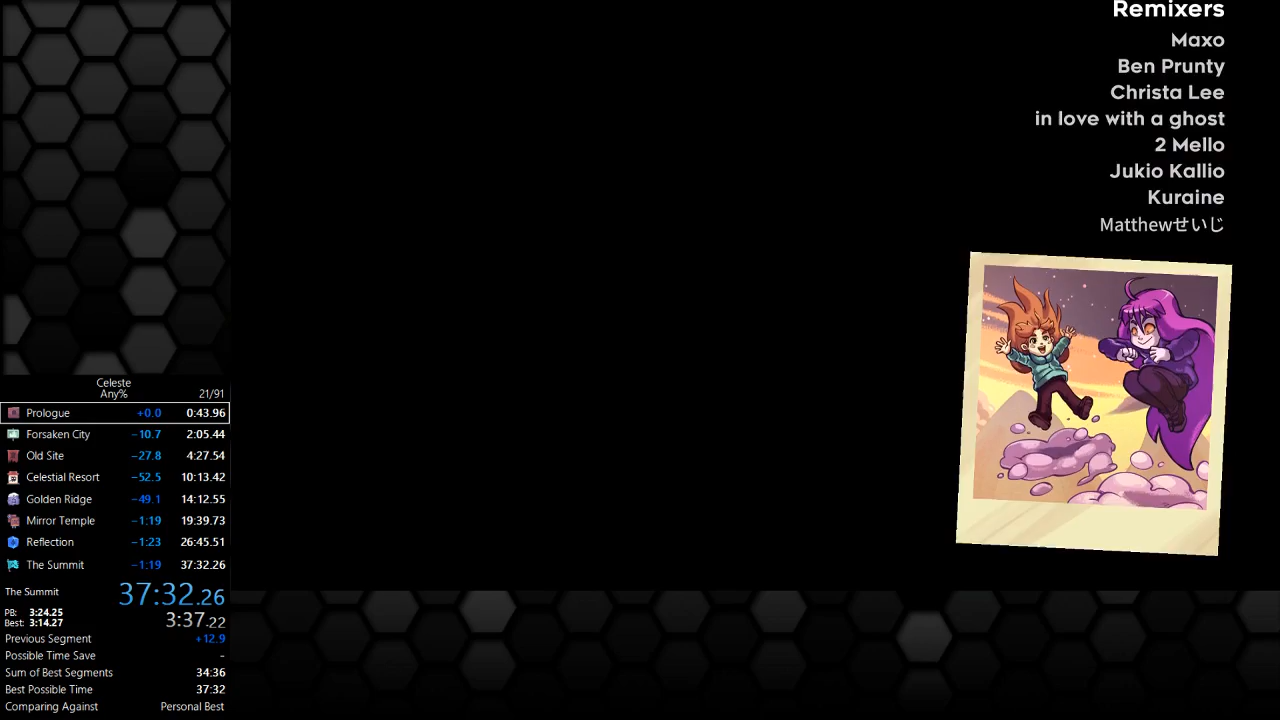 Remixers
Maxo
Ben Prunty
Christa Lee
in love with a ghost
2 Mello
Jukio Kallio
Kuraine
Matthewせいじ
Celeste
Any% 21/91
Prologue +0.0 0:43.96
Forsaken City −10.7 2:05.44
Old Site −27.8 4:27.54
Celestial Resort −52.5 10:13.42
Golden Ridge −49.1 14:12.55
Mirror Temple −1:19 19:39.73
Reflection −1:23 26:45.51
The Summit −1:19 37:32.26
The Summit 37:32.26
PB: 3:24.25
Best: 3:14.27 3:37.22
Previous Segment +12.9
Possible Time Save -
Sum of Best Segments 34:36
Best Possible Time 37:32
Comparing Against Personal Best